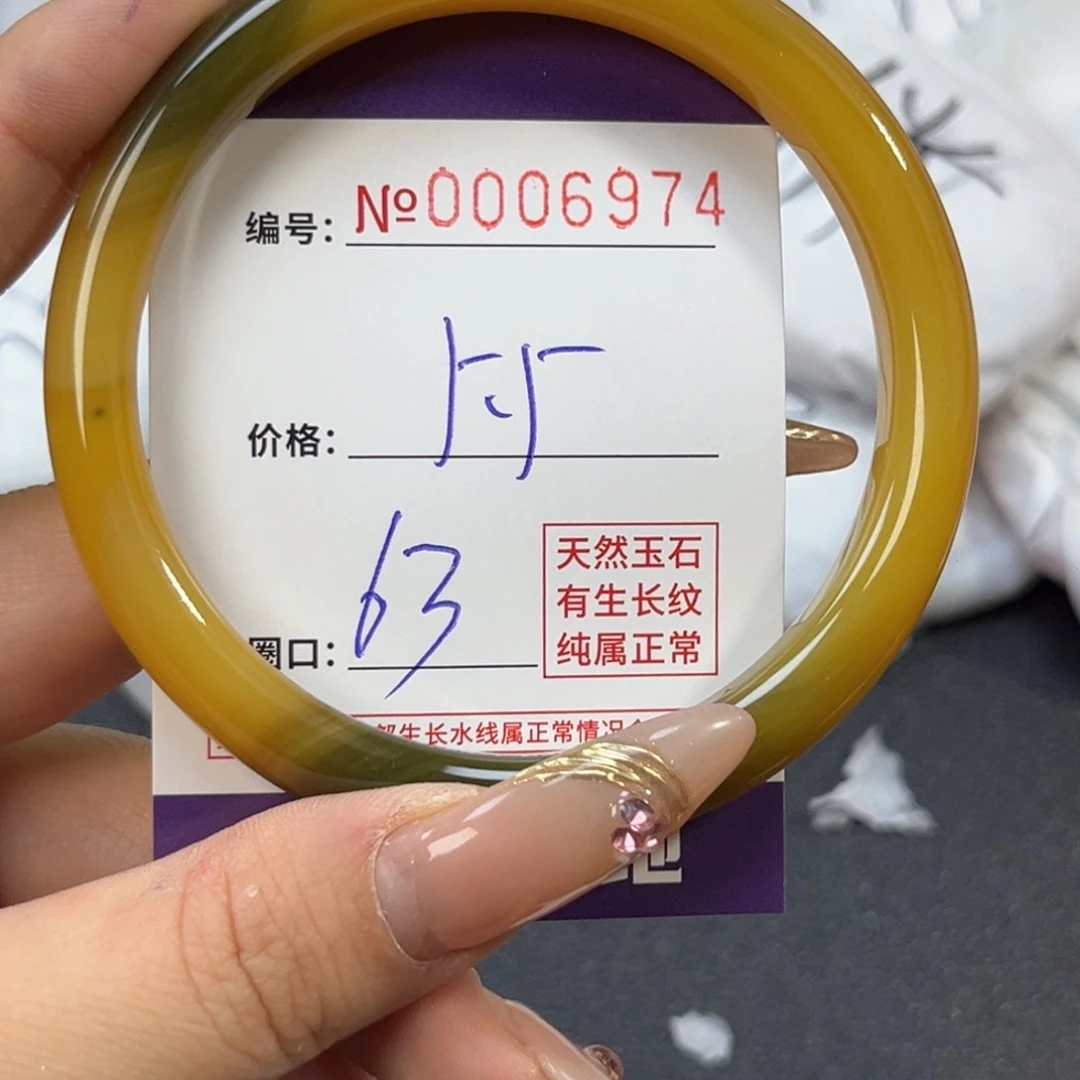 编号： №0006974
价格：
圈口： 63
天然玉石
有生长纹
纯属正常
部生长水线属正常情况
吧